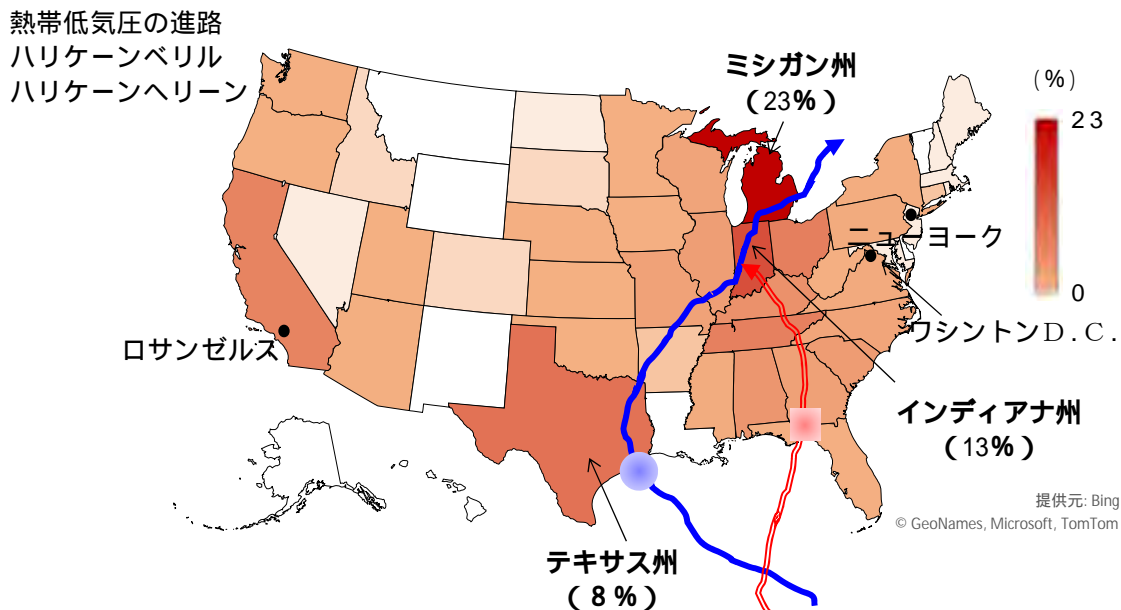 熱帯低気圧の進路
ハリケーンベリル
ハリケーンヘリーン
ミシガン州
(23%)
(%)
23
0
ニューヨーク
ワシントンD.C.
ロサンゼルス
インディアナ州
(13%)
テキサス州
(8%)
提供元: Bing
© GeoNames, Microsoft, TomTom